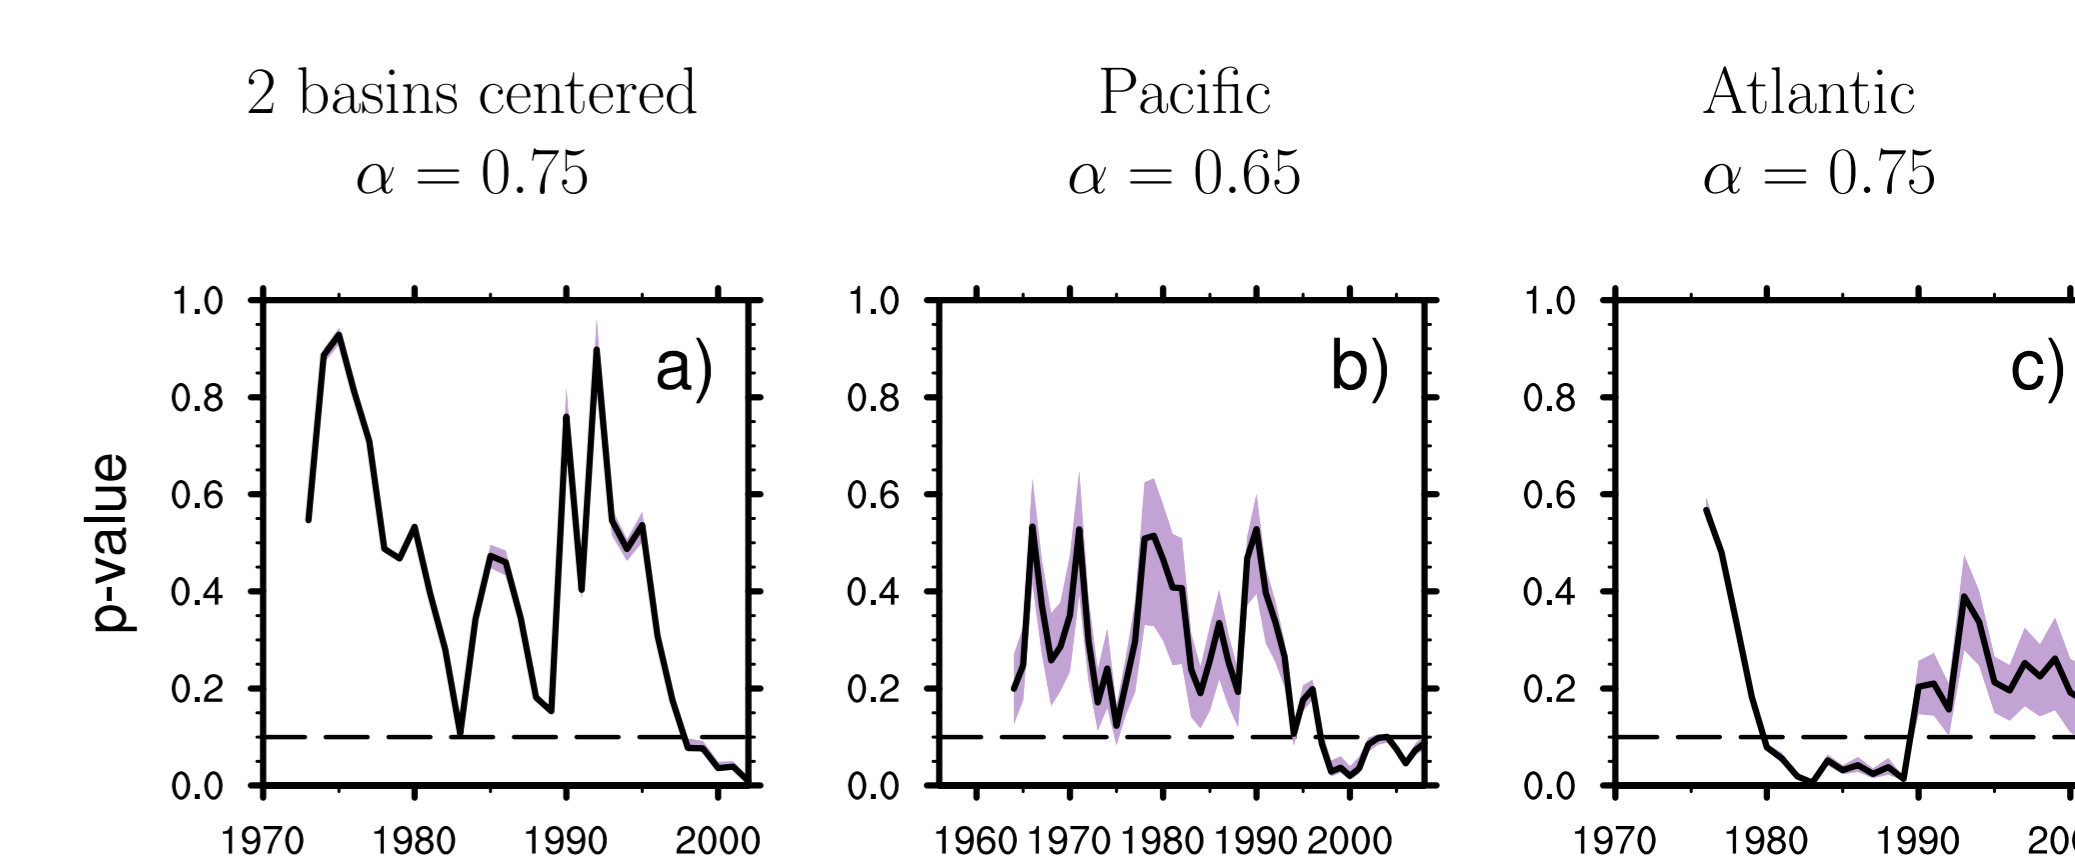 2 basins centered
α = 0.75
Pacific
α = 0.65
Atlantic
α = 0.75
p-value
1.0
0.8
0.6
0.4
0.2
0.0
a)
1970 1980 1990 2000
1.0
0.8
0.6
0.4
0.2
0.0
b)
1960 1970 1980 1990 2000
1.0
0.8
0.6
0.4
0.2
0.0
c)
1970 1980 1990